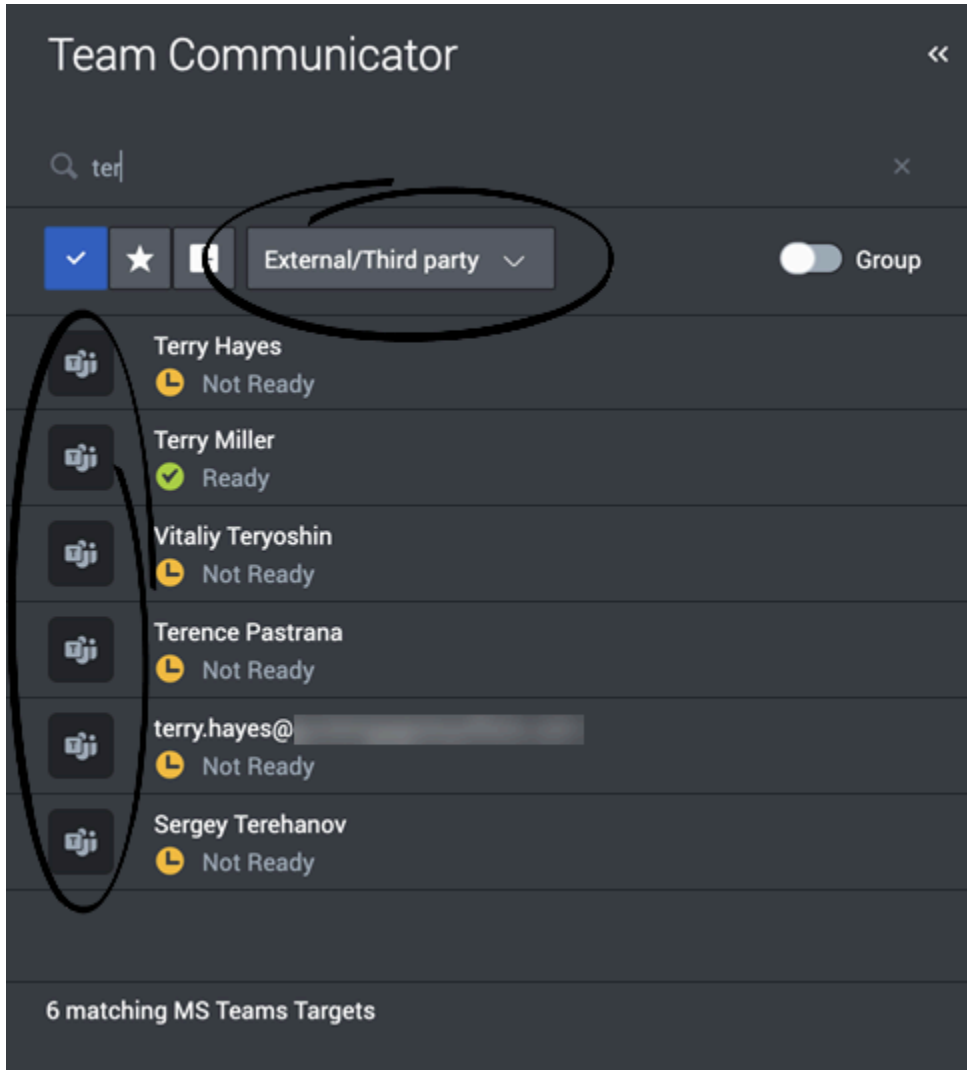 Team Communicator
ter
External/Third party
Group
Terry Hayes
Not Ready
Terry Miller
Ready
Vitaliy Teryoshin
Not Ready
Terence Pastrana
Not Ready
terry.hayes@
Not Ready
Sergey Terehanov
Not Ready
6 matching MS Teams Targets